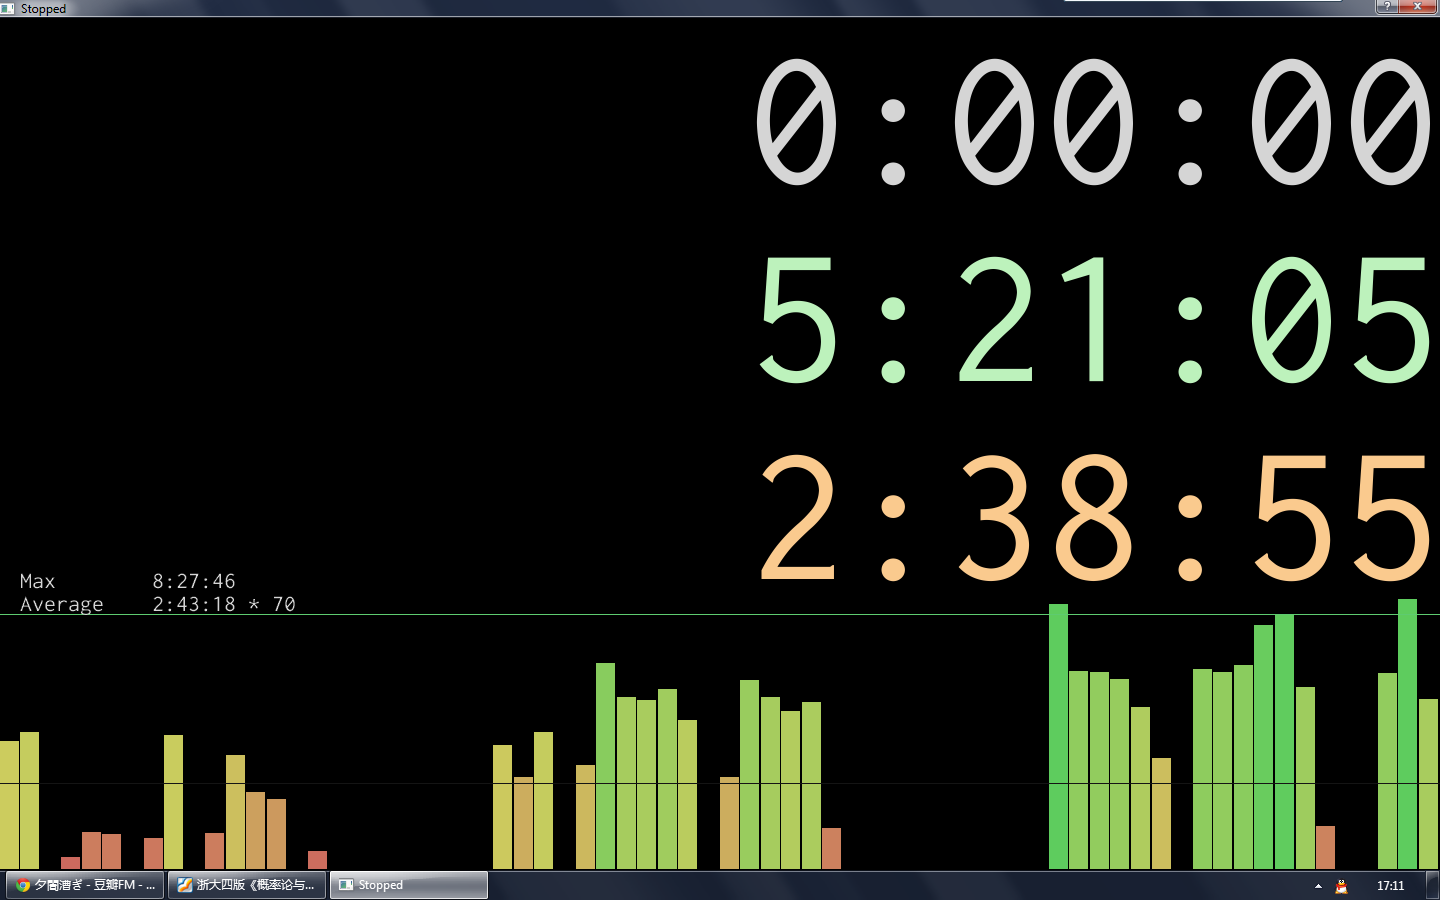 Stopped
0:00:00
5:21:05
2:38:55
Max 8:27:46
Average 2:43:18 * 70
夕闇漕ぎ - 豆瓣FM - ...
浙大四版《概率论与...
Stopped
17:11